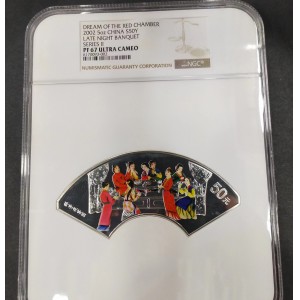 DREAM OF THE RED CHAMBER
2002 5oz CHINA S50Y
LATE NIGHT BANQUET
SERIES II
PF 67 ULTRA CAMEO
NUMISMATIC GUARANTY CORPORATION
NGC
50元